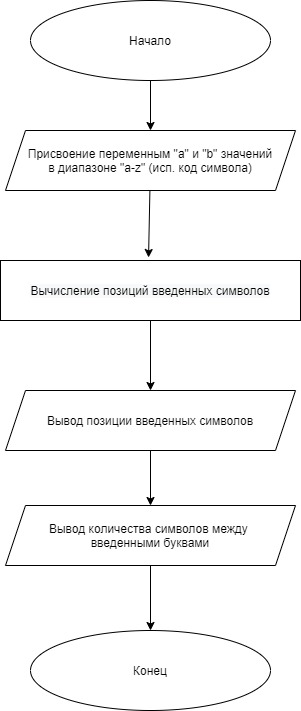 Начало
Присвоение переменным "a" и "b" значений
в диапазоне "a-z" (исп. код символа)
Вычисление позиций введенных символов
Вывод позиции введенных символов
Вывод количества символов между
введенными буквами
Конец